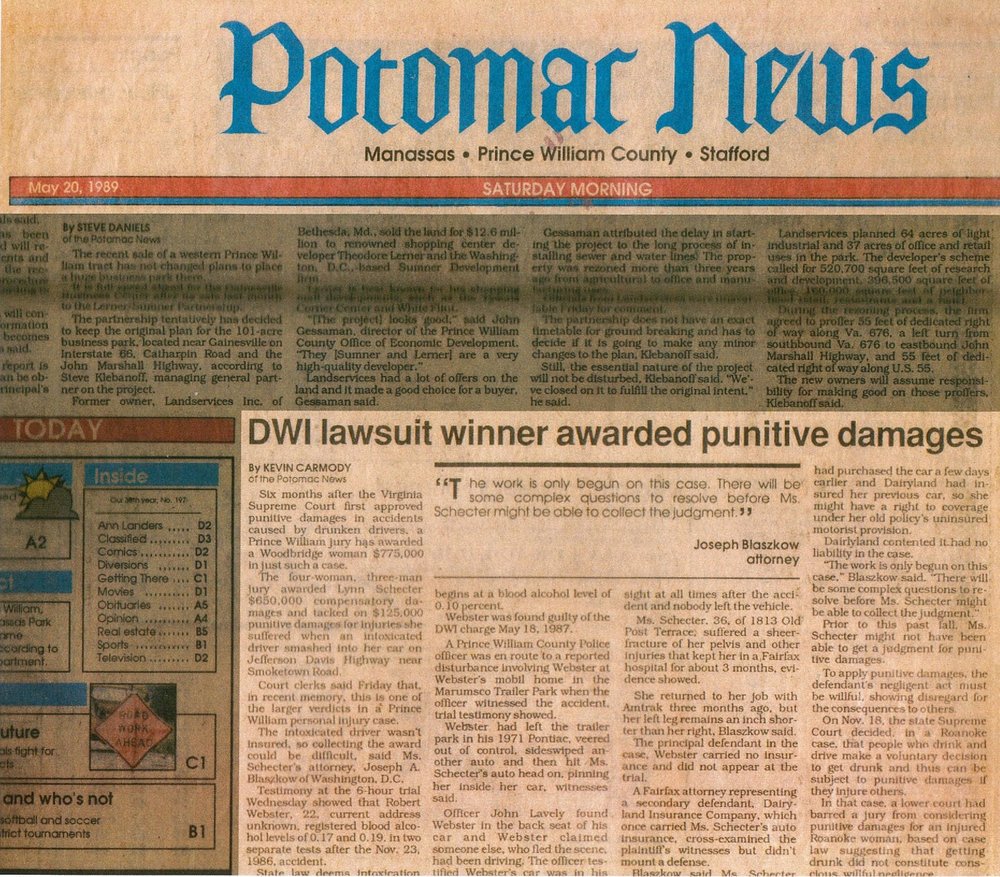 Potomac News
Manassas • Prince William County • Stafford
May 20, 1989
SATURDAY MORNING
By STEVE DANIELS
of the Potomac News
The recent sale of a western Prince Wil-
liam tract has not changed plans to place
a huge business park there.
to the Lerner-Sumner Partnership.
The partnership tentatively has decided
to keep the original plan for the 101-acre
business park, located near Gainesville on
Interstate 66, Catharpin Road and the
John Marshall Highway, according to
Steve Klebanoff, managing general part-
ner on the project.
Former owner, Landservices Inc. of
Bethesda, Md., sold the land for $12.6 mil-
lion to renowned shopping center de-
veloper Theodore Lerner and the Washing-
ton, D.C.,-based Sumner Development
firm.
Corner Center and White Flint.
"[The project] looks good," said John
Gessaman, director of the Prince William
County Office of Economic Development.
"They [Sumner and Lerner] are a very
high-quality developer."
Landservices had a lot of offers on the
land and it made a good choice for a buyer,
Gessaman said.
Gessaman attributed the delay in start-
ing the project to the long process of in-
stalling sewer and water lines. The prop-
erty was rezoned more than three years
ago from agricultural to office and manu-
able Friday for comment.
The partnership does not have an exact
timetable for ground breaking and has to
decide if it is going to make any minor
changes to the plan, Klebanoff said.
Still, the essential nature of the project
will not be disturbed, Klebanoff said. "We've
closed on it to fulfill the original intent."
he said.
Landservices planned 64 acres of light
industrial and 37 acres of office and retail
uses in the park. The developer's scheme
called for 520,700 square feet of research
and development, 396,500 square feet of
During the rezoning process, the firm
agreed to proffer 55 feet of dedicated right
of way along Va. 676, a left turn from
southbound Va. 676 to eastbound John
Marshall Highway, and 55 feet of dedi-
cated right of way along U.S. 55.
The new owners will assume responsi-
bility for making good on those proffers,
Klebanoff said.
TODAY
A2
Inside
Our 38th year, No. 197
Ann Landers ..... D2
Classified ..... D3
Comics ..... D2
Diversions ..... D1
Getting There .... C1
Movies ..... D1
Obituaries ..... A5
Opinion ..... A4
Real estate ..... B5
Sports ..... B1
Television ..... D2
ROAD
WORK
AHEAD
C1
and who's not
softball and soccer
B1
DWI lawsuit winner awarded punitive damages
By KEVIN CARMODY
of the Potomac News
Six months after the Virginia
Supreme Court first approved
punitive damages in accidents
caused by drunken drivers, a
Prince William jury has awarded
a Woodbridge woman $775,000
in just such a case.
The four-woman, three-man
jury awarded Lynn Schecter
$650,000 compensatory da-
mages and tacked on $125,000
punitive damages for injuries she
suffered when an intoxicated
driver smashed into her car on
Jefferson Davis Highway near
Smoketown Road.
Court clerks said Friday that,
in recent memory, this is one of
the larger verdicts in a Prince
William personal injury case.
The intoxicated driver wasn't
insured, so collecting the award
could be difficult, said Ms.
Schecter's attorney, Joseph A.
Blaszkow of Washington, D.C.
Testimony at the 6-hour trial
Wednesday showed that Robert
Webster, 22, current address
unknown, registered blood alco-
hol levels of 0.17 and 0.19, in two
separate tests after the Nov. 23,
1986, accident.
State law deems intoxication
“The work is only begun on this case. There will be
some complex questions to resolve before Ms.
Schecter might be able to collect the judgment.”
Joseph Blaszkow
attorney
begins at a blood alcohol level of
0.10 percent.
Webster was found guilty of the
DWI charge May 18, 1987.
A Prince William County Police
officer was en route to a reported
disturbance involving Webster at
Webster's mobil home in the
Marumsco Trailer Park when the
officer witnessed the accident,
trial testimony showed.
Webster had left the trailer
park in his 1971 Pontiac, veered
out of control, sideswiped an-
other auto and then hit Ms.
Schecter's auto head on, pinning
her inside her car, witnesses
said.
Officer John Lavely found
Webster in the back seat of his
car and Webster claimed
someone else, who fled the scene,
had been driving. The officer tes-
tified Webster's car was in his
sight at all times after the acci-
dent and nobody left the vehicle.
Ms. Schecter, 36, of 1813 Old
Post Terrace, suffered a sheer-
fracture of her pelvis and other
injuries that kept her in a Fairfax
hospital for about 3 months, evi-
dence showed.
She returned to her job with
Amtrak three months ago, but
her left leg remains an inch shor-
ter than her right, Blaszkow said.
The principal defendant in the
case, Webster carried no insur-
ance and did not appear at the
trial.
A Fairfax attorney representing
a secondary defendant, Dairy-
land Insurance Company, which
once carried Ms. Schecter's auto
insurance, cross-examined the
plaintiff's witnesses but didn't
mount a defense.
Blaszkow said Ms. Schecter
had purchased the car a few days
earlier and Dairyland had in-
sured her previous car, so she
might have a right to coverage
under her old policy's uninsured
motorist provision.
Dairlyland contented it had no
liability in the case.
"The work is only begun on this
case," Blaszkow said. "There will
be some complex questions to re-
solve before Ms. Schecter might
be able to collect the judgment."
Prior to this past fall, Ms.
Schecter might not have been
able to get a judgment for puni-
tive damages.
To apply punitive damages, the
defendant's negligent act must
be willful, showing disregard for
the consequences to others.
On Nov. 18, the state Supreme
Court decided, in a Roanoke
case, that people who drink and
drive make a voluntary decision
to get drunk and thus can be
subject to punitive damages if
they injure others.
In that case, a lower court had
barred a jury from considering
punitive damages for an injured
Roanoke woman, based on case
law suggesting that getting
drunk did not constitute cons-
cious, willful negligence.